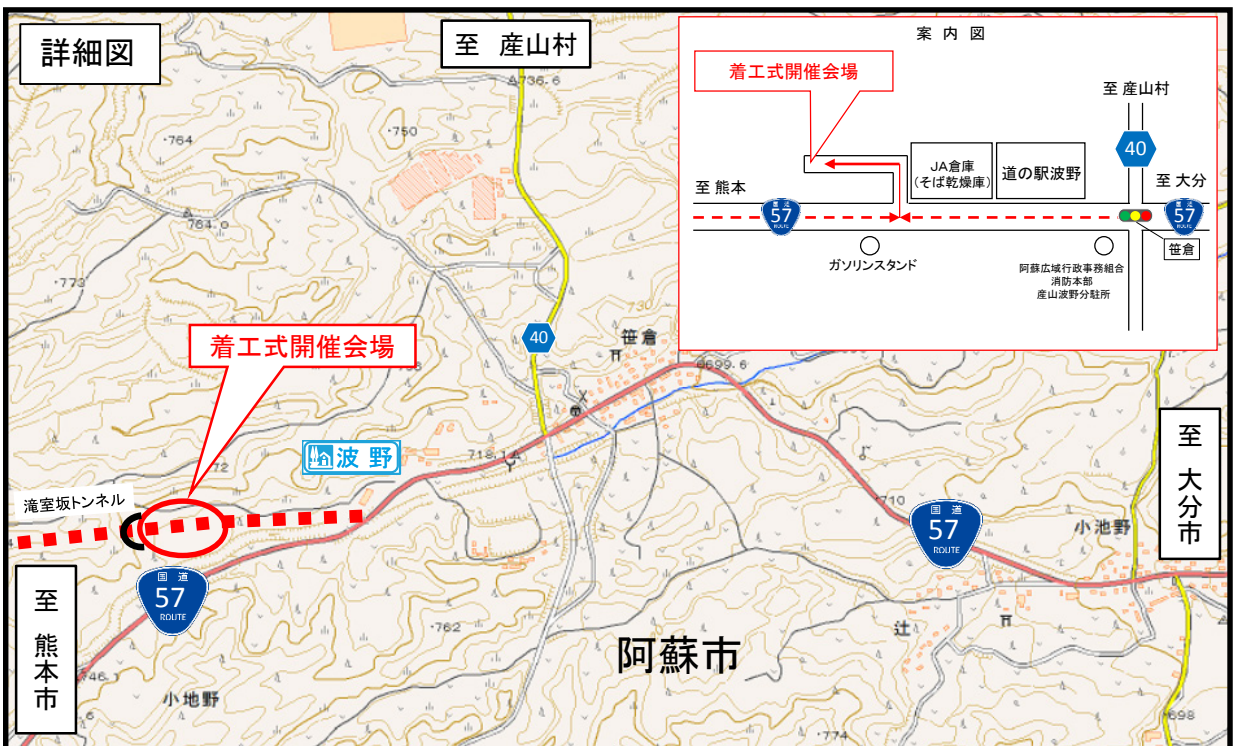 詳細図
至 産山村
案内図
着工式開催会場
至 産山村
40
JA倉庫
(そば乾燥庫)
道の駅波野
至 熊本
至 大分
国道
57
ROUTE
国道
57
ROUTE
笹倉
ガソリンスタンド
阿蘇広域行政事務組合
消防本部
産山波野分駐所
736.6
・750
・764
764.0
・773
730
40
笹倉
699.6
着工式開催会場
波野
718.1
滝室坂トンネル
710
国道
57
ROUTE
小池野
至 大分市
国道
57
ROUTE
至 熊本市
・762
阿蘇市
辻
746.1
小地野
・698
・774